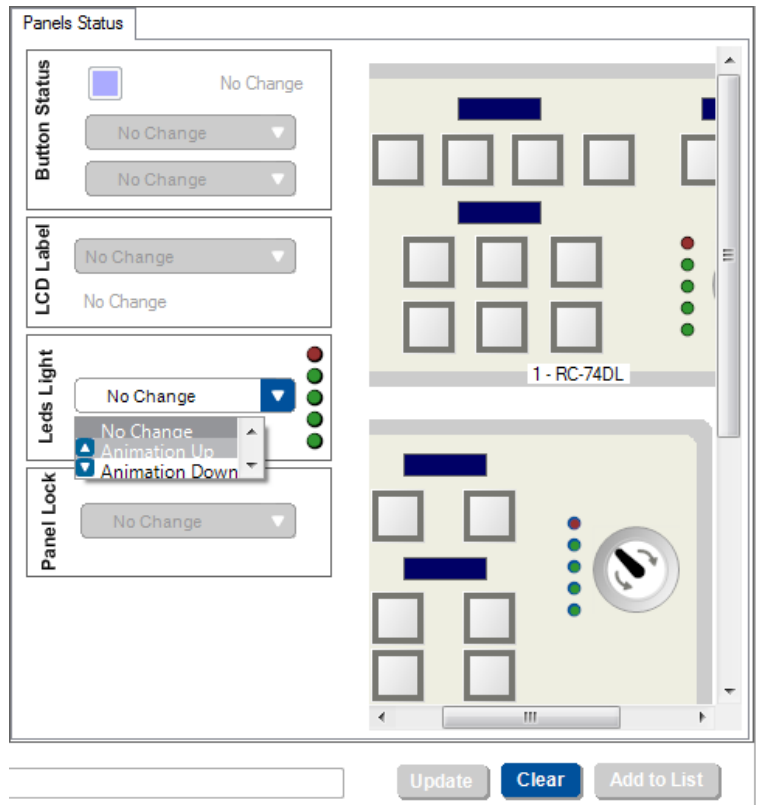 Panels Status
Button Status
No Change
No Change
No Change
LCD Label
No Change
No Change
Leds Light
No Change
No Change
Animation Up
Animation Down
Panel Lock
No Change
1 - RC-74DL
Update
Clear
Add to List